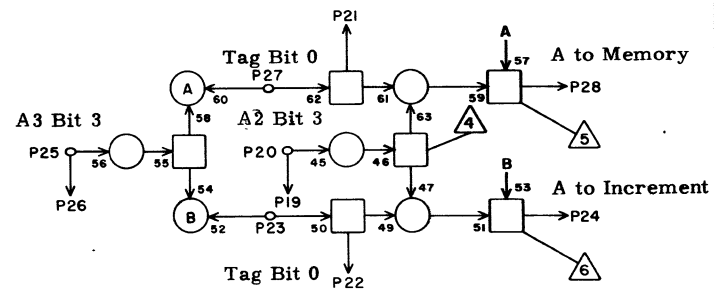 P21
A
Tag Bit 0
A to Memory
P27
57
A
60
62
61
59
P28
58
63
A3 Bit 3
A2 Bit 3
4
5
P25
56
55
P20
45
46
B
54
47
53
A to Increment
P26
P19
B
52
P23
50
49
51
P24
Tag Bit 0
P22
6